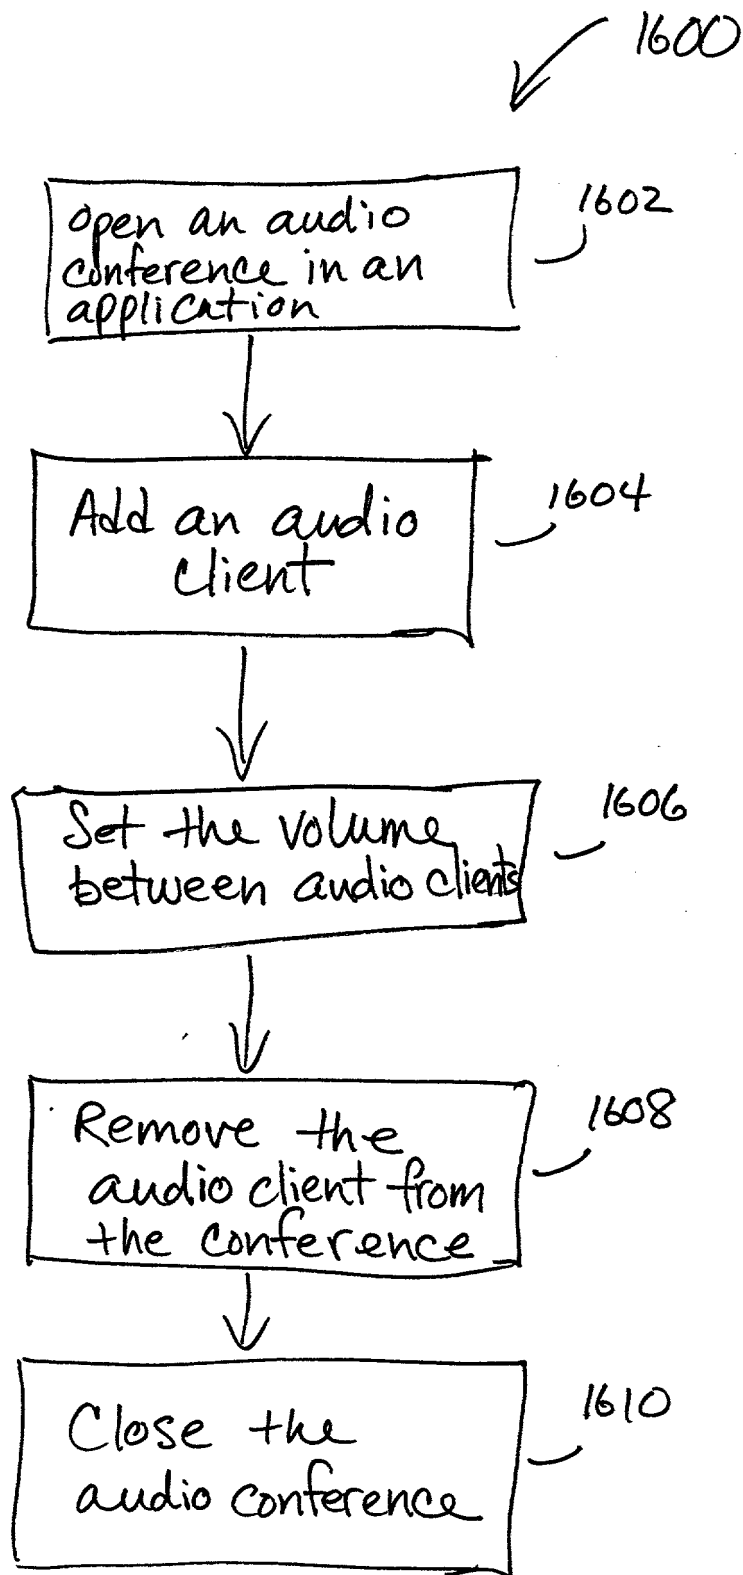 1600
open an audio
conference in an
application
1602
Add an audio
client
1604
Set the volume
between audio clients
1606
Remove the
audio client from
the conference
1608
Close the
audio conference
1610